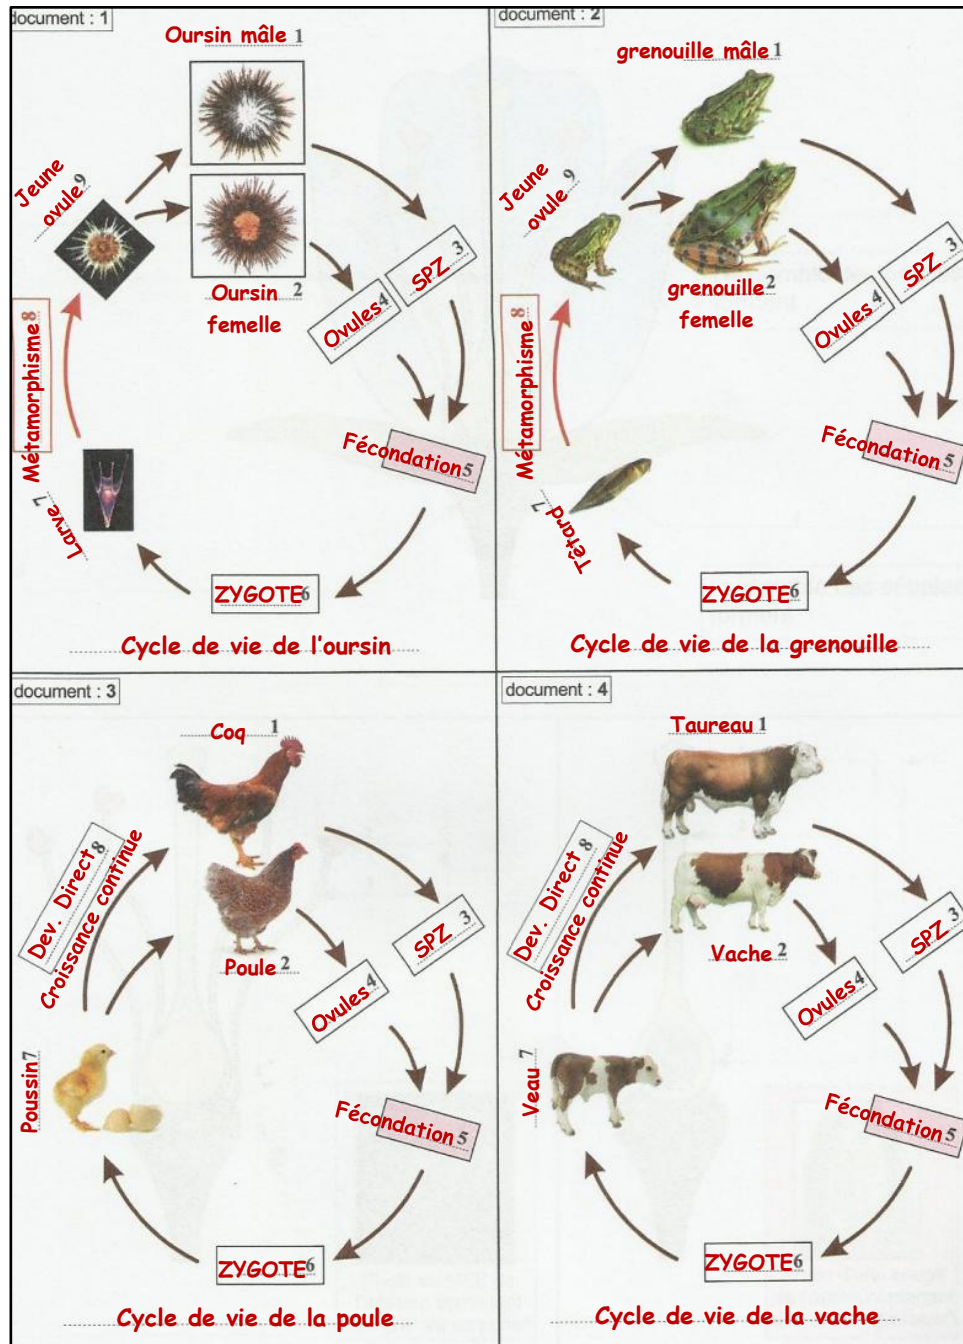 document : 1
Oursin mâle 1
Jeune
ovule 9
Oursin 2
femelle
SPZ 3
Ovules 4
Métamorphisme 8
Fécondation 5
Larve 7
ZYGOTE 6
Cycle de vie de l'oursin
document : 2
grenouille mâle 1
Jeune
ovule 9
grenouille 2
femelle
SPZ 3
Ovules 4
Métamorphisme 8
Fécondation 5
Têtard 7
ZYGOTE 6
Cycle de vie de la grenouille
document : 3
Coq 1
Dev. Direct 8
Croissance continue
Poule 2
SPZ 3
Ovules 4
Poussin 7
Fécondation 5
ZYGOTE 6
Cycle de vie de la poule
document : 4
Taureau 1
Dev. Direct 8
Croissance continue
Vache 2
SPZ 3
Ovules 4
Veau 7
Fécondation 5
ZYGOTE 6
Cycle de vie de la vache